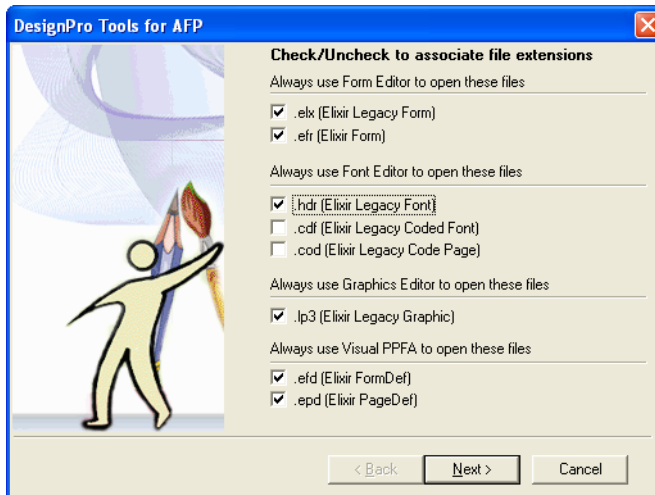 DesignPro Tools for AFP
Check/Uncheck to associate file extensions
Always use Form Editor to open these files
.elx (Elixir Legacy Form)
.efr (Elixir Form)
Always use Font Editor to open these files
.hdr (Elixir Legacy Font)
.cdf (Elixir Legacy Coded Font)
.cod (Elixir Legacy Code Page)
Always use Graphics Editor to open these files
.lp3 (Elixir Legacy Graphic)
Always use Visual PPFA to open these files
.efd (Elixir FormDef)
.epd (Elixir PageDef)
< Back Next > Cancel